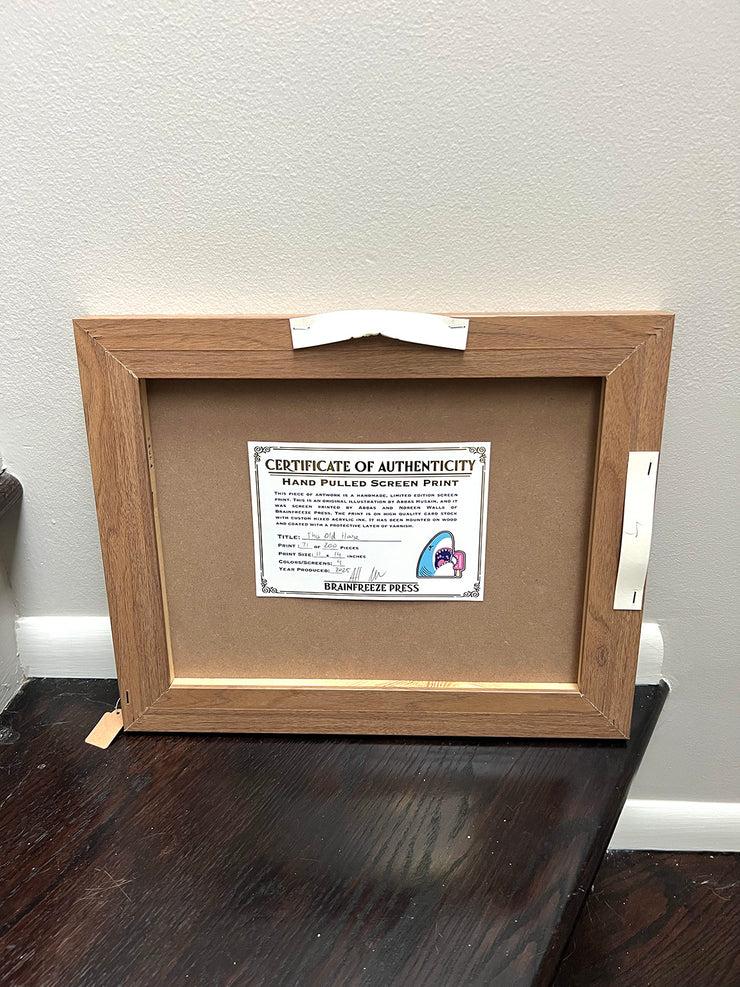 CERTIFICATE OF AUTHENTICITY
HAND PULLED SCREEN PRINT
THIS PIECE OF ARTWORK IS A HANDMADE, LIMITED EDITION SCREEN
PRINT. THIS IS AN ORIGINAL ILLUSTRATION BY ABBAS HUSAIN, AND IT
WAS SCREEN PRINTED BY ABBAS AND NOREEN WALLS OF
BRAINFREEZE PRESS. THE PRINT IS ON HIGH QUALITY CARD STOCK
WITH CUSTOM MIXED ACRYLIC INK. IT HAS BEEN MOUNTED ON WOOD
AND COATED WITH A PROTECTIVE LAYER OF VARNISH.
TITLE: The Old Hare
PRINT: 71 OF 200 PIECES
PRINT SIZE: 11 x 14 INCHES
COLORS/SCREENS: 4
YEAR PRODUCED: 2025
BRAINFREEZE PRESS